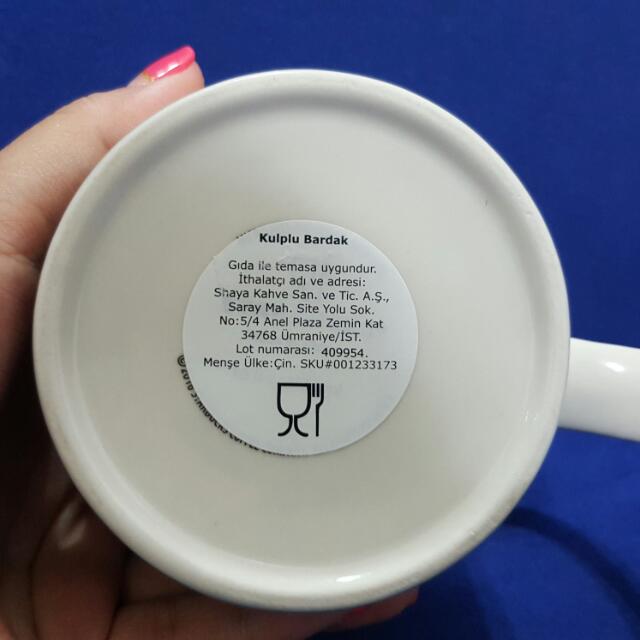 Kulplu Bardak
Gıda ile temasa uygundur.
İthalatçı adı ve adresi:
Shaya Kahve San. ve Tic. A.Ş.,
Saray Mah. Site Yolu Sok.
No:5/4 Anel Plaza Zemin Kat
34768 Ümraniye/İST.
Lot numarası: 409954.
Menşe Ülke:Çin. SKU#001233173